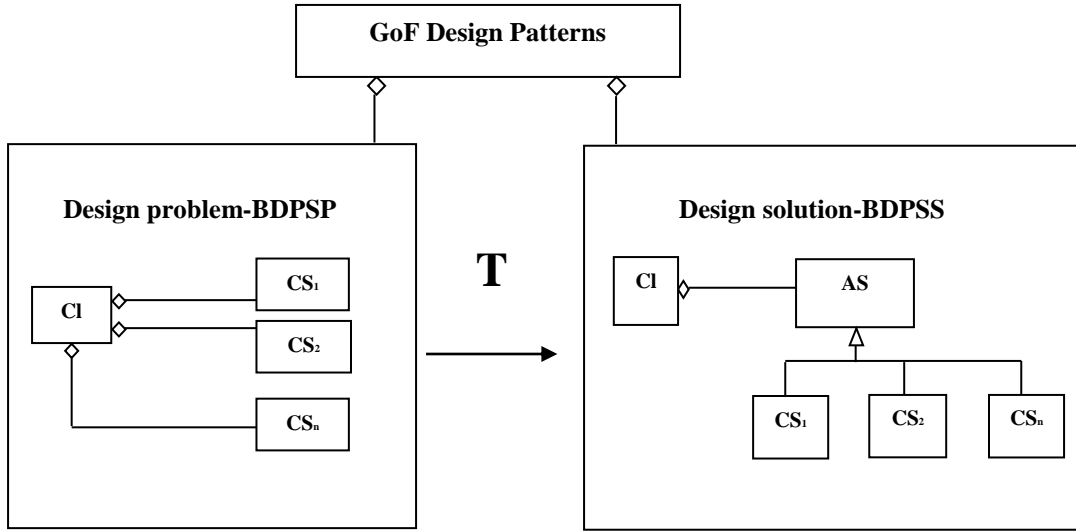 GoF Design Patterns
Design problem-BDPSP
Cl
CS₁
CS₂
CSₙ
T
Design solution-BDPSS
Cl
AS
CS₁
CS₂
CSₙ